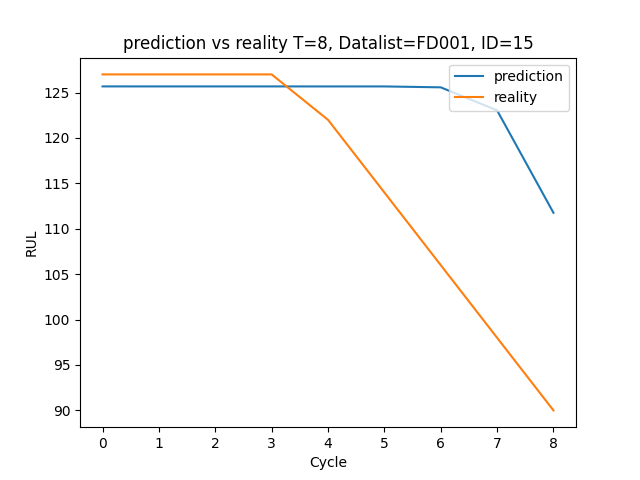 prediction vs reality T=8, Datalist=FD001, ID=15
prediction
reality
125
120
115
110
105
100
95
90
RUL
0 1 2 3 4 5 6 7 8
Cycle